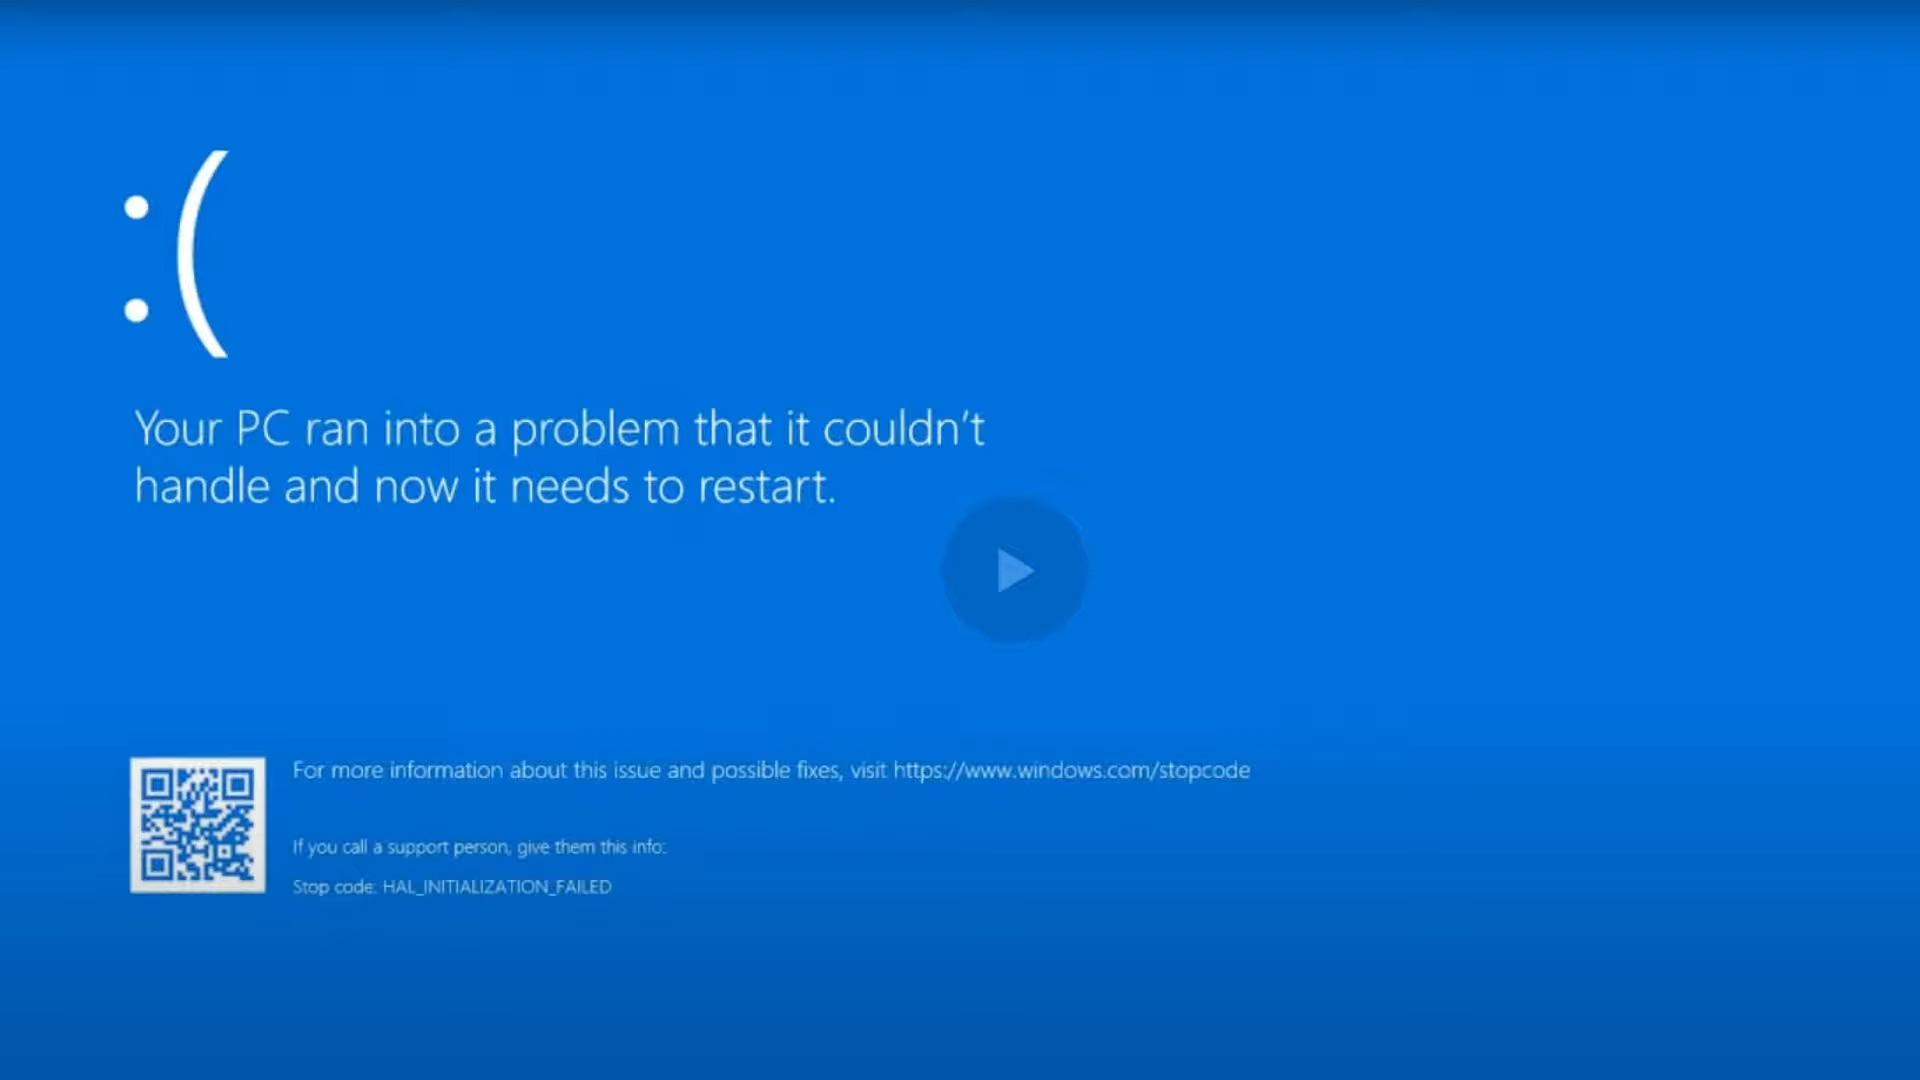 :(
Your PC ran into a problem that it couldn't
handle and now it needs to restart.
For more information about this issue and possible fixes, visit https://www.windows.com/stopcode
If you call a support person, give them this info:
Stop code: HAL_INITIALIZATION_FAILED